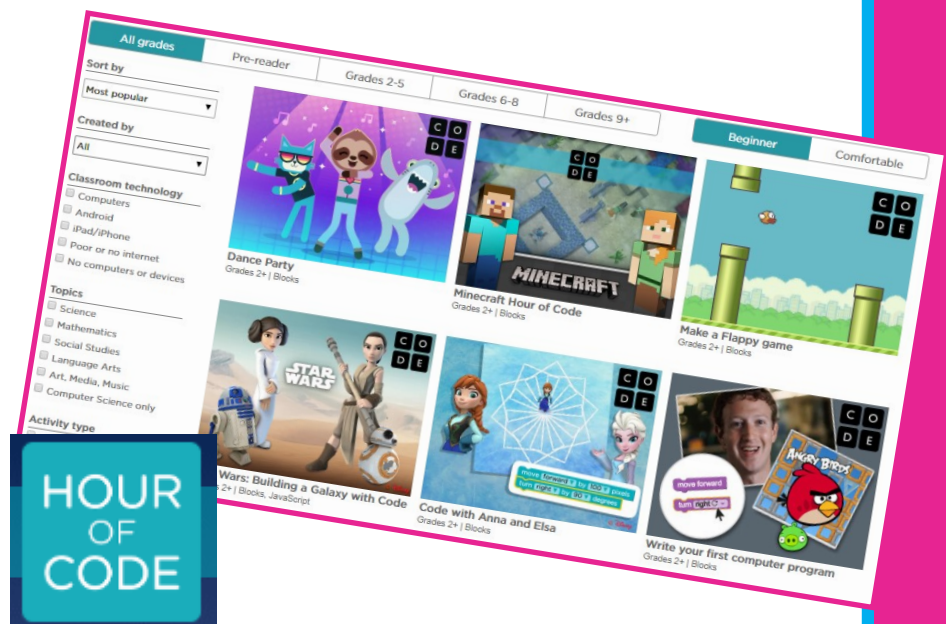 All grades
Pre-reader
Grades 2-5
Grades 6-8
Grades 9+
Beginner
Comfortable
Sort by
Most popular
Created by
All
Classroom technology
Computers
Android
iPad/iPhone
Poor or no internet
No computers or devices
Topics
Science
Mathematics
Social Studies
Language Arts
Art, Media, Music
Computer Science only
Activity type
C O
D E
Dance Party
Grades 2+ | Blocks
C O
D E
MINECRAFT
Minecraft Hour of Code
Grades 2+ | Blocks
C O
D E
Make a Flappy game
Grades 2+ | Blocks
STAR
WARS
C O
D E
Wars: Building a Galaxy with Code
2+ | Blocks, JavaScript
C O
D E
move forward by 100 pixels
turn right by 90 degrees
Code with Anna and Elsa
Grades 2+ | Blocks
C O
D E
ANGRY BIRDS
move forward
turn right
Write your first computer program
Grades 2+ | Blocks
HOUR
OF
CODE